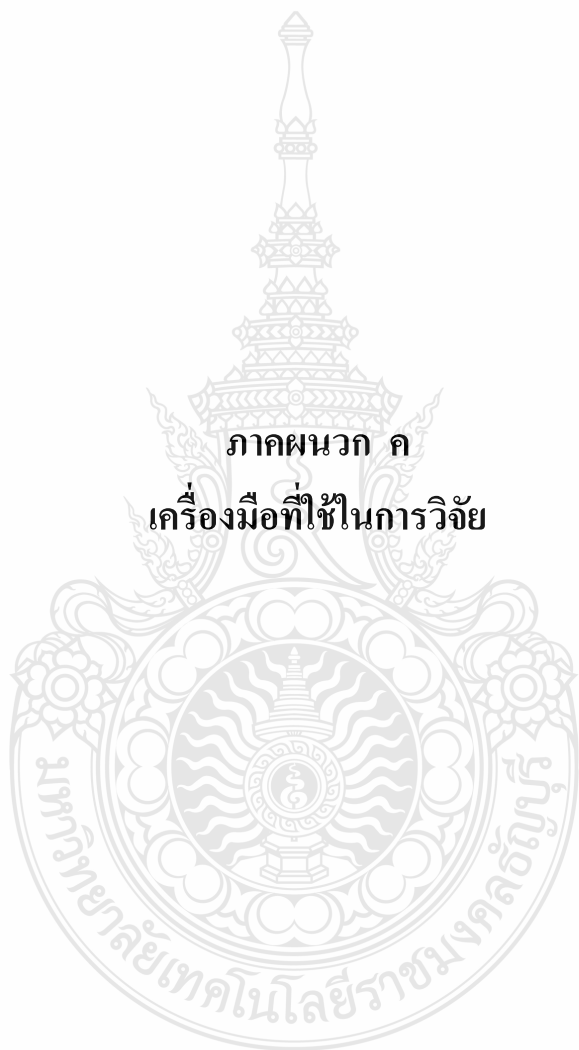 ภาคผนวก ค
เครื่องมือที่ใช้ในการวิจัย
มหาวิทยาลัยเทคโนโลยีราชมงคลธัญบุรี